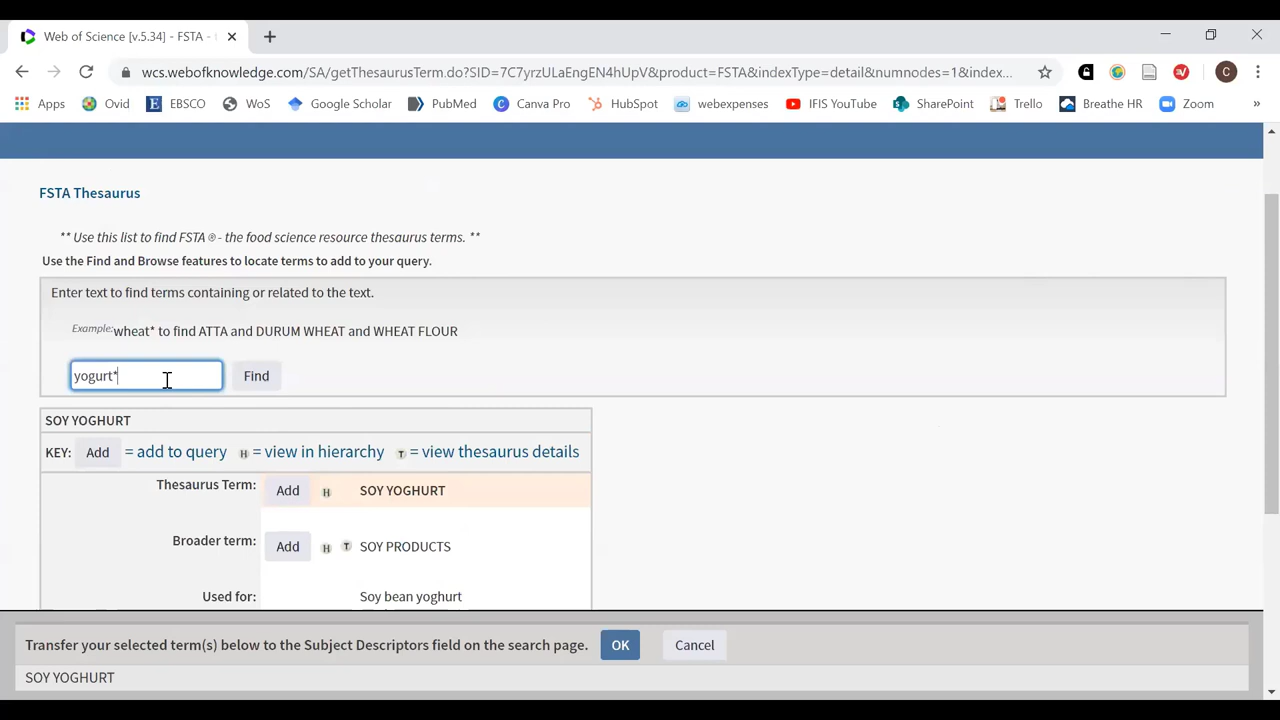 Web of Science [v.5.34] - FSTA -
wcs.webofknowledge.com/SA/getThesaurusTerm.do?SID=7C7yrzULaEngEN4hUpV&product=FSTA&indexType=detail&numnodes=1&index...
C
Apps Ovid EBSCO WoS Google Scholar PubMed Canva Pro HubSpot webexpenses IFIS YouTube SharePoint Trello Breathe HR Zoom »
FSTA Thesaurus
** Use this list to find FSTA ® - the food science resource thesaurus terms. **
Use the Find and Browse features to locate terms to add to your query.
Enter text to find terms containing or related to the text.
Example: wheat* to find ATTA and DURUM WHEAT and WHEAT FLOUR
yogurt* Find
SOY YOGHURT
KEY: Add = add to query H = view in hierarchy T = view thesaurus details
Thesaurus Term: Add H SOY YOGHURT
Broader term: Add H T SOY PRODUCTS
Used for: Soy bean yoghurt
Transfer your selected term(s) below to the Subject Descriptors field on the search page. OK Cancel
SOY YOGHURT